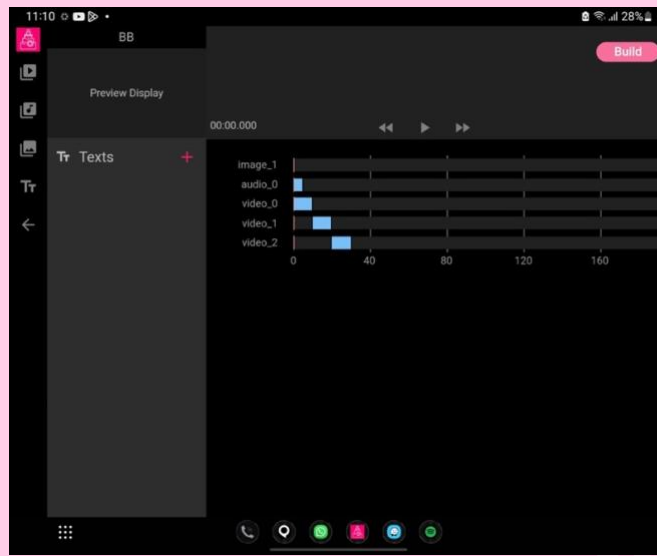 11:10
28%
BB
Build
Preview Display
00:00.000
Texts
image_1
audio_0
video_0
video_1
video_2
0 40 80 120 160